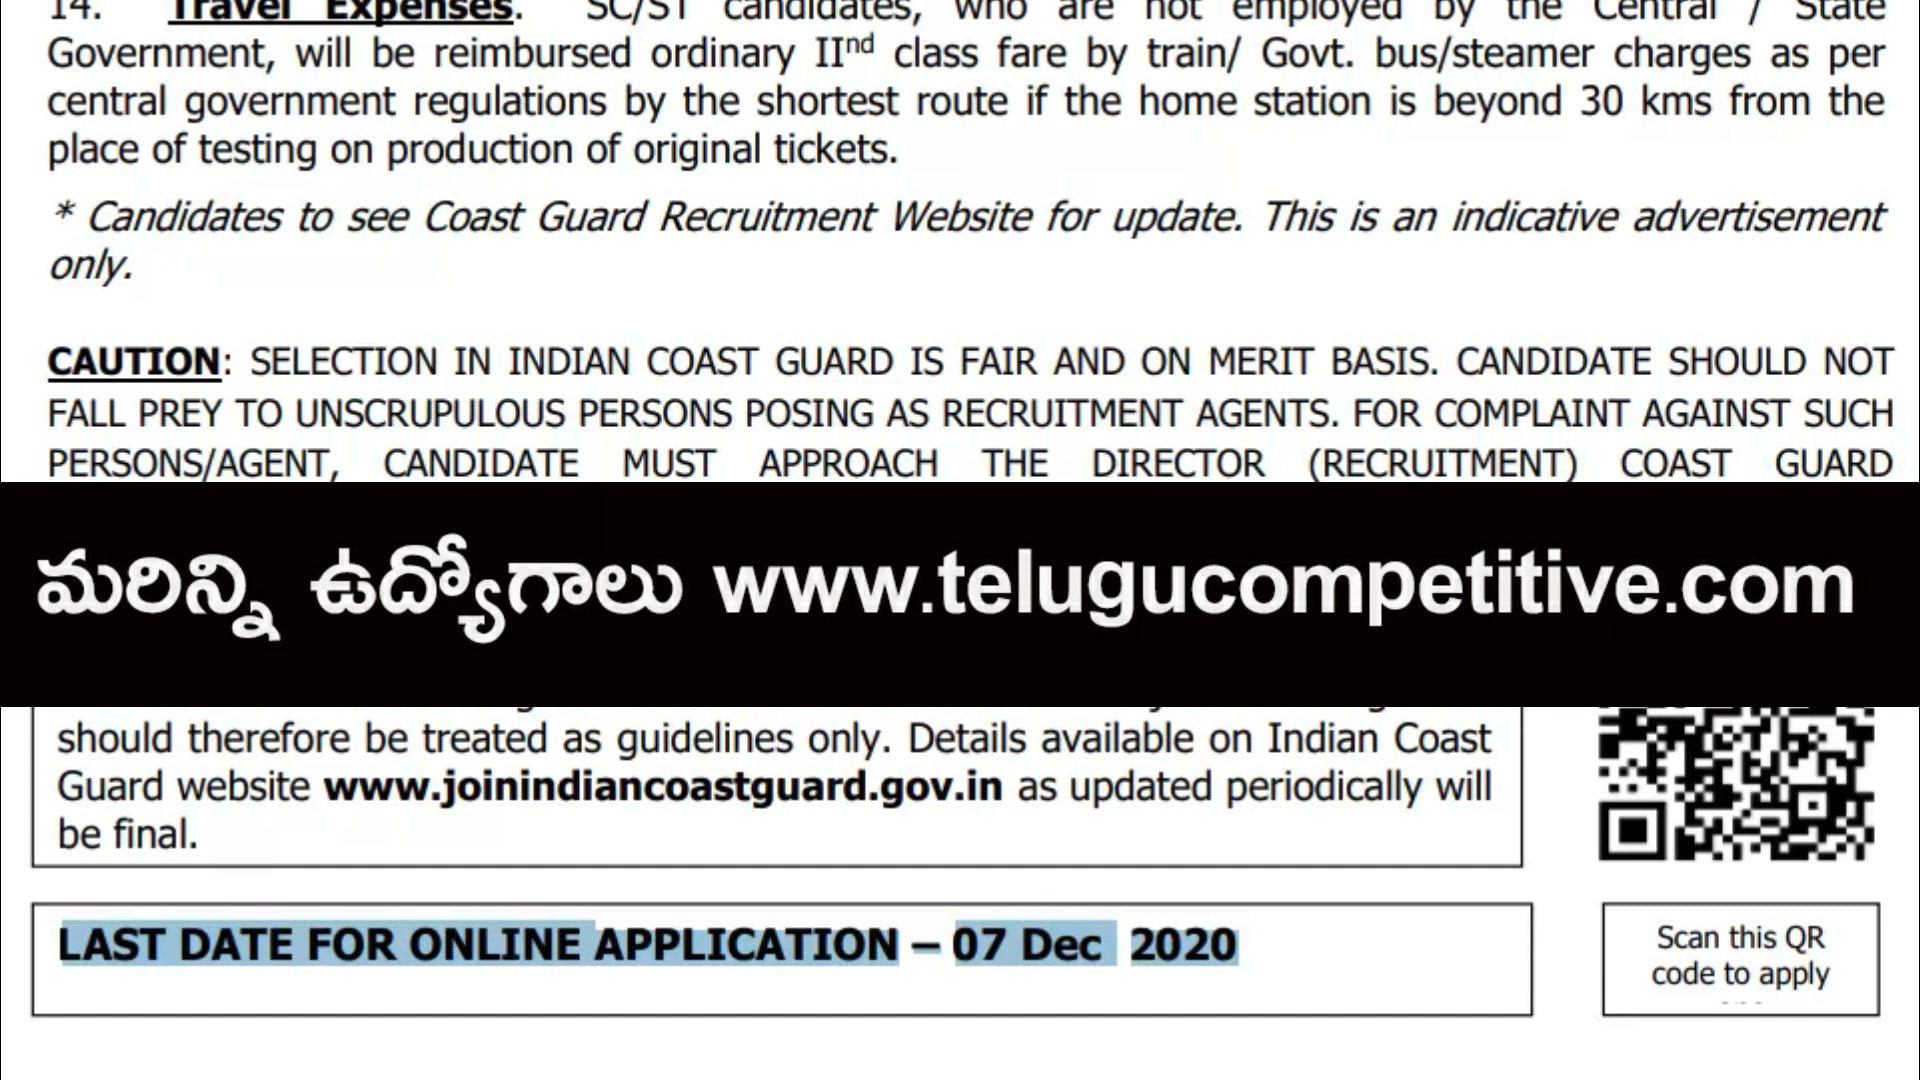 14. Travel Expenses. SC/ST candidates, who are not employed by the Central / State
Government, will be reimbursed ordinary IInd class fare by train/ Govt. bus/steamer charges as per
central government regulations by the shortest route if the home station is beyond 30 kms from the
place of testing on production of original tickets.
* Candidates to see Coast Guard Recruitment Website for update. This is an indicative advertisement
only.
CAUTION: SELECTION IN INDIAN COAST GUARD IS FAIR AND ON MERIT BASIS. CANDIDATE SHOULD NOT
FALL PREY TO UNSCRUPULOUS PERSONS POSING AS RECRUITMENT AGENTS. FOR COMPLAINT AGAINST SUCH
PERSONS/AGENT, CANDIDATE MUST APPROACH THE DIRECTOR (RECRUITMENT) COAST GUARD
మరిన్ని ఉద్యోగాలు www.telugucompetitive.com
should therefore be treated as guidelines only. Details available on Indian Coast
Guard website www.joinindiancoastguard.gov.in as updated periodically will
be final.
LAST DATE FOR ONLINE APPLICATION – 07 Dec 2020
Scan this QR
code to apply